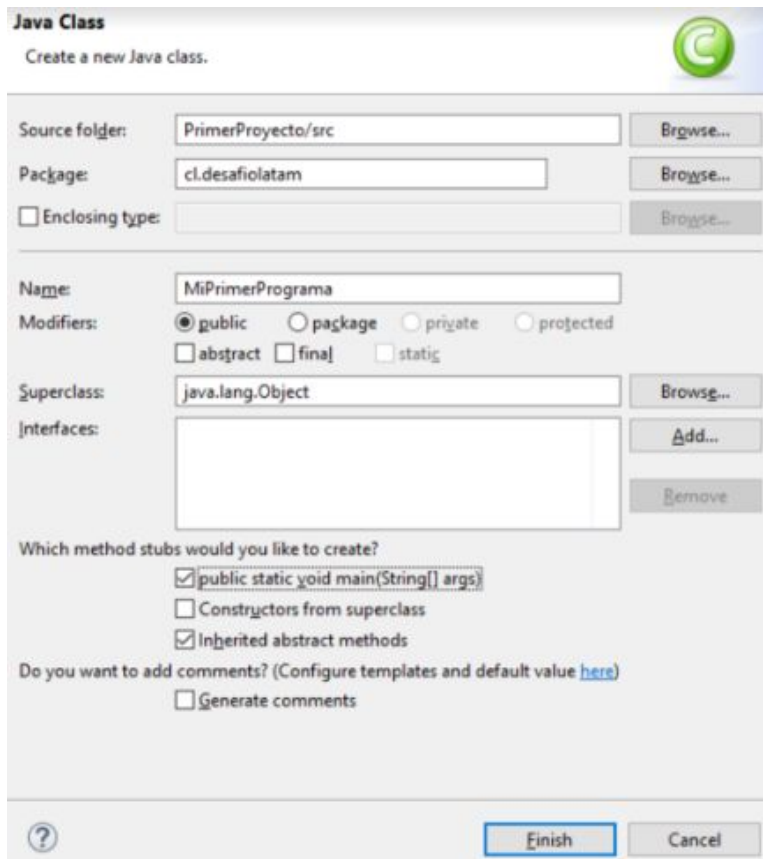 Java Class
Create a new Java class.
Source folder: PrimerProyecto/src Browse...
Package: cl.desafiolatam Browse...
Enclosing type: Browse...
Name: MiPrimerPrograma
Modifiers: public package private protected
abstract final static
Superclass: java.lang.Object Browse...
Interfaces: Add...
Remove
Which method stubs would you like to create?
public static void main(String[] args)
Constructors from superclass
Inherited abstract methods
Do you want to add comments? (Configure templates and default value here)
Generate comments
? Finish Cancel